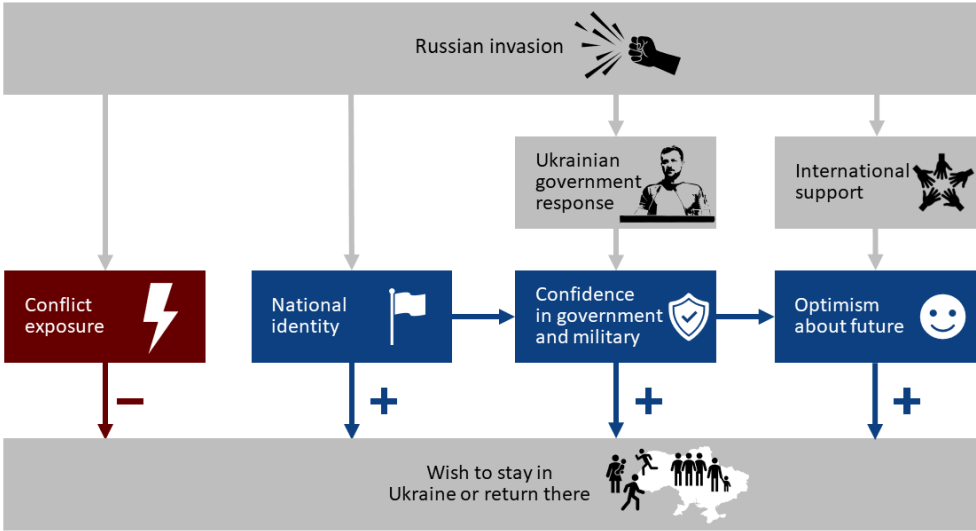 Russian invasion
Ukrainian
government
response
International
support
Conflict
exposure
National
identity
Confidence
in government
and military
Optimism
about future
−
+
+
+
Wish to stay in
Ukraine or return there